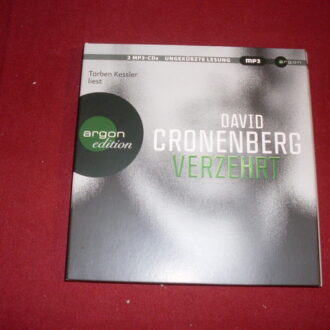 2 MP3-CDs UNGEKÜRZTE LESUNG MP3 argon
Torben Kessler
liest
argon
edition
DAVID
CRONENBERG
VERZEHRT